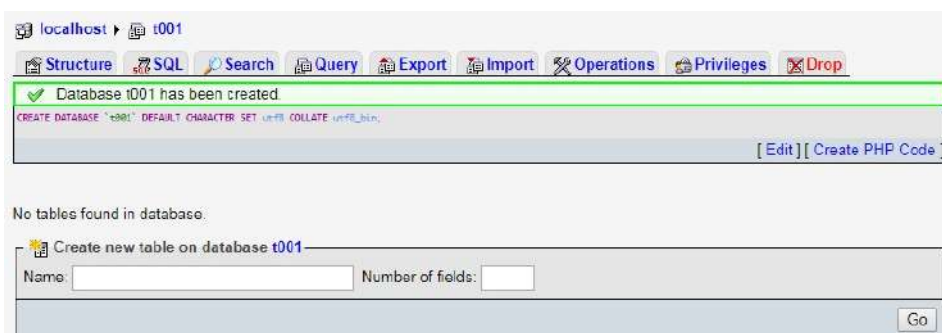 localhost ▸ t001
Structure SQL Search Query Export Import Operations Privileges Drop
Database t001 has been created.
CREATE DATABASE `t001` DEFAULT CHARACTER SET utf8 COLLATE utf8_bin;
[ Edit ] [ Create PHP Code ]
No tables found in database.
Create new table on database t001
Name: Number of fields:
Go